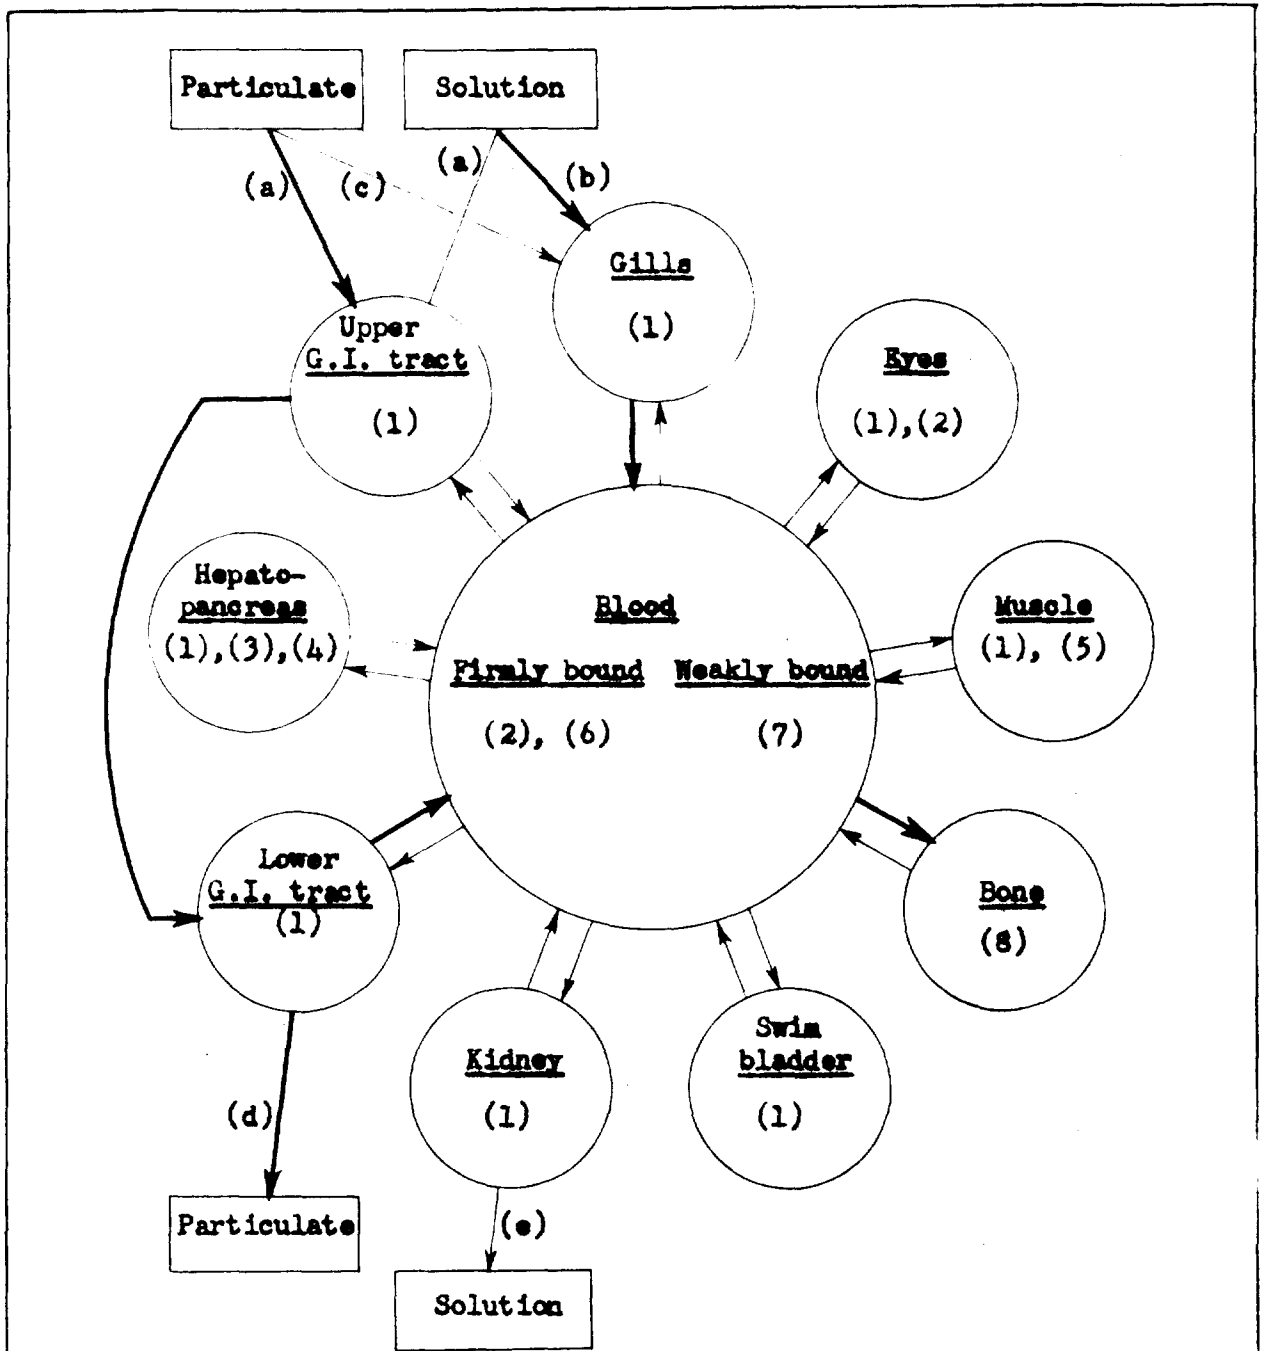 Particulate
Solution
(a)
(c)
(a)
(b)
Gills
(1)
Upper
G.I. tract
(1)
Eyes
(1),(2)
Hepato-
pancreas
(1),(3),(4)
Blood
Firmly bound
Weakly bound
(2), (6)
(7)
Muscle
(1), (5)
Lower
G.I. tract
(1)
Bone
(8)
Kidney
(1)
Swim
bladder
(1)
(d)
Particulate
(e)
Solution